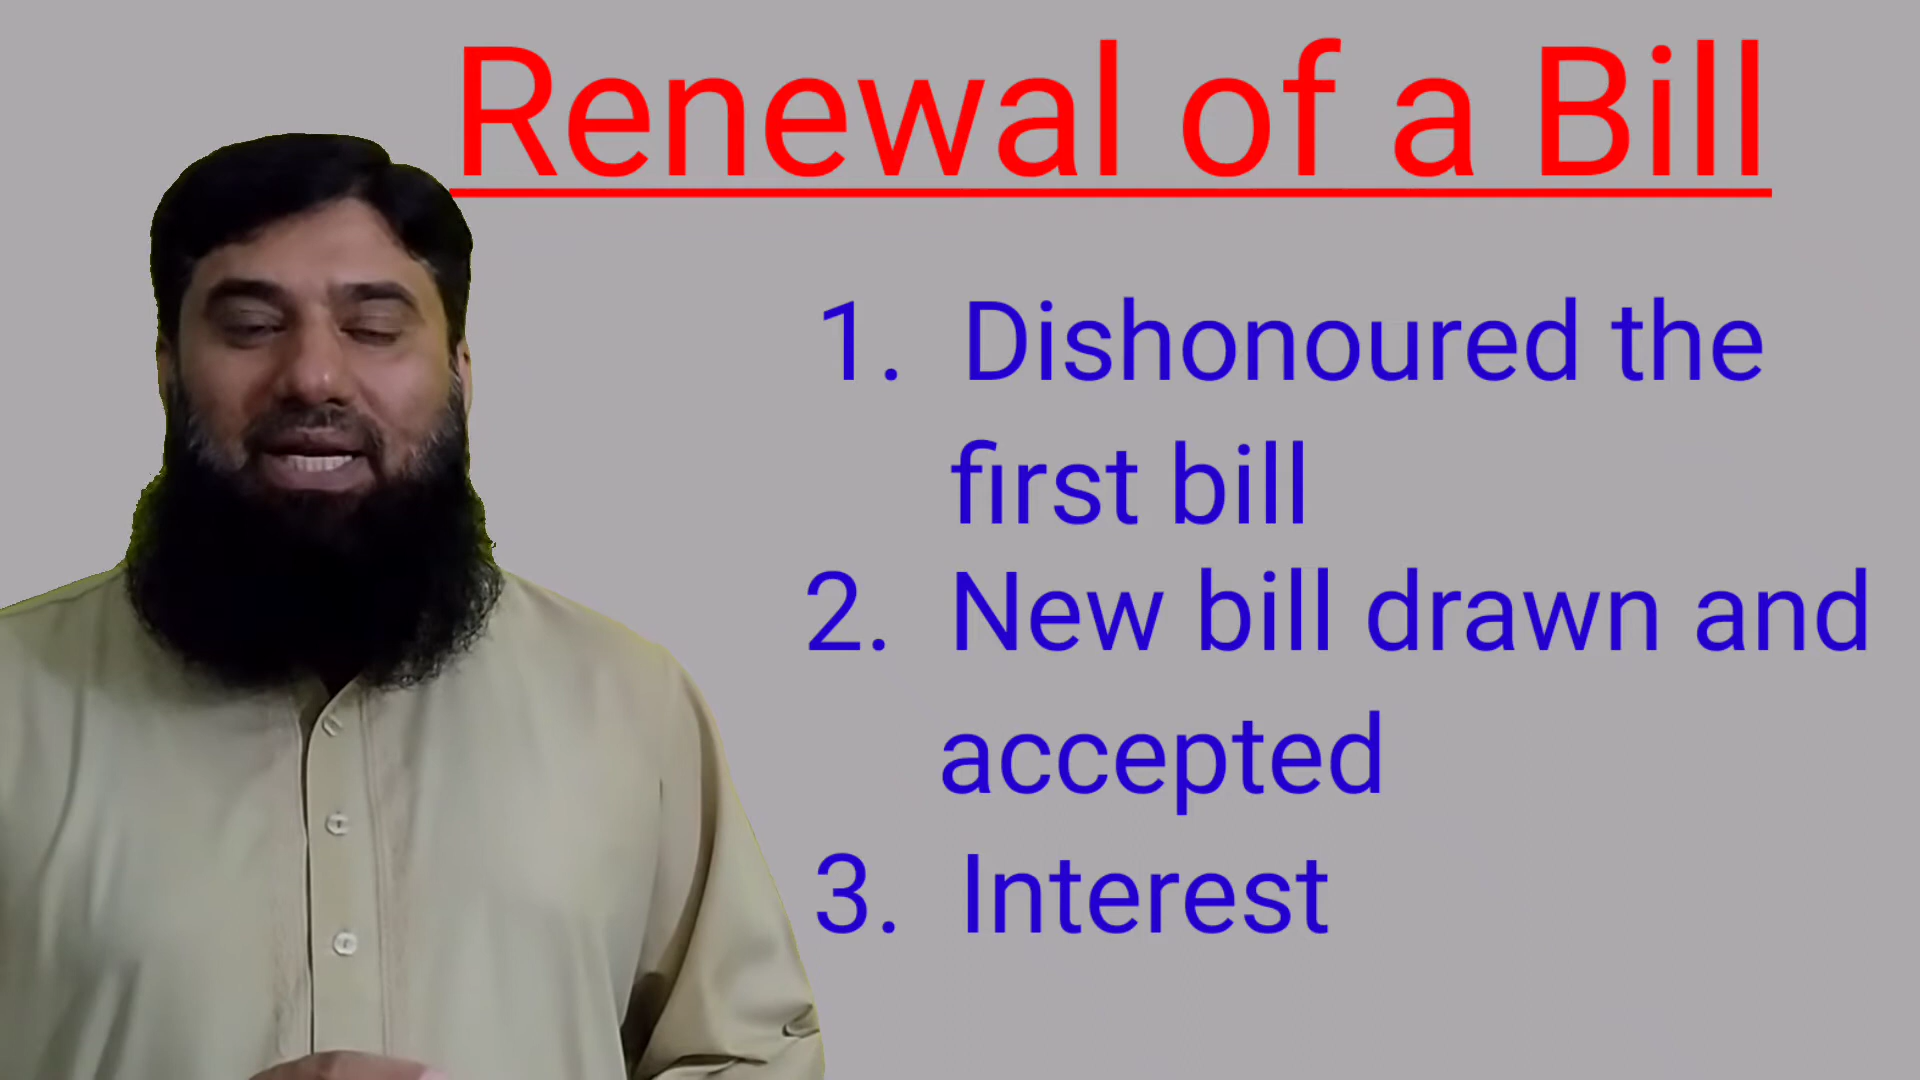 Renewal of a Bill
1. Dishonoured the
first bill
2. New bill drawn and
accepted
3. Interest